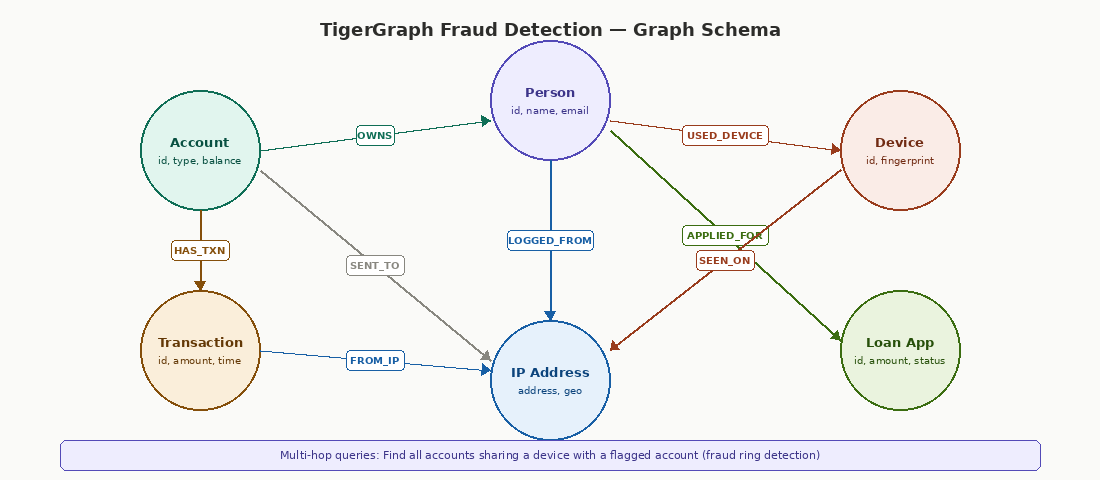 TigerGraph Fraud Detection — Graph Schema
Person
id, name, email
Account
id, type, balance
Device
id, fingerprint
OWNS
USED_DEVICE
HAS_TXN
SENT_TO
LOGGED_FROM
APPLIED_FOR
SEEN_ON
Transaction
id, amount, time
FROM_IP
IP Address
address, geo
Loan App
id, amount, status
Multi-hop queries: Find all accounts sharing a device with a flagged account (fraud ring detection)